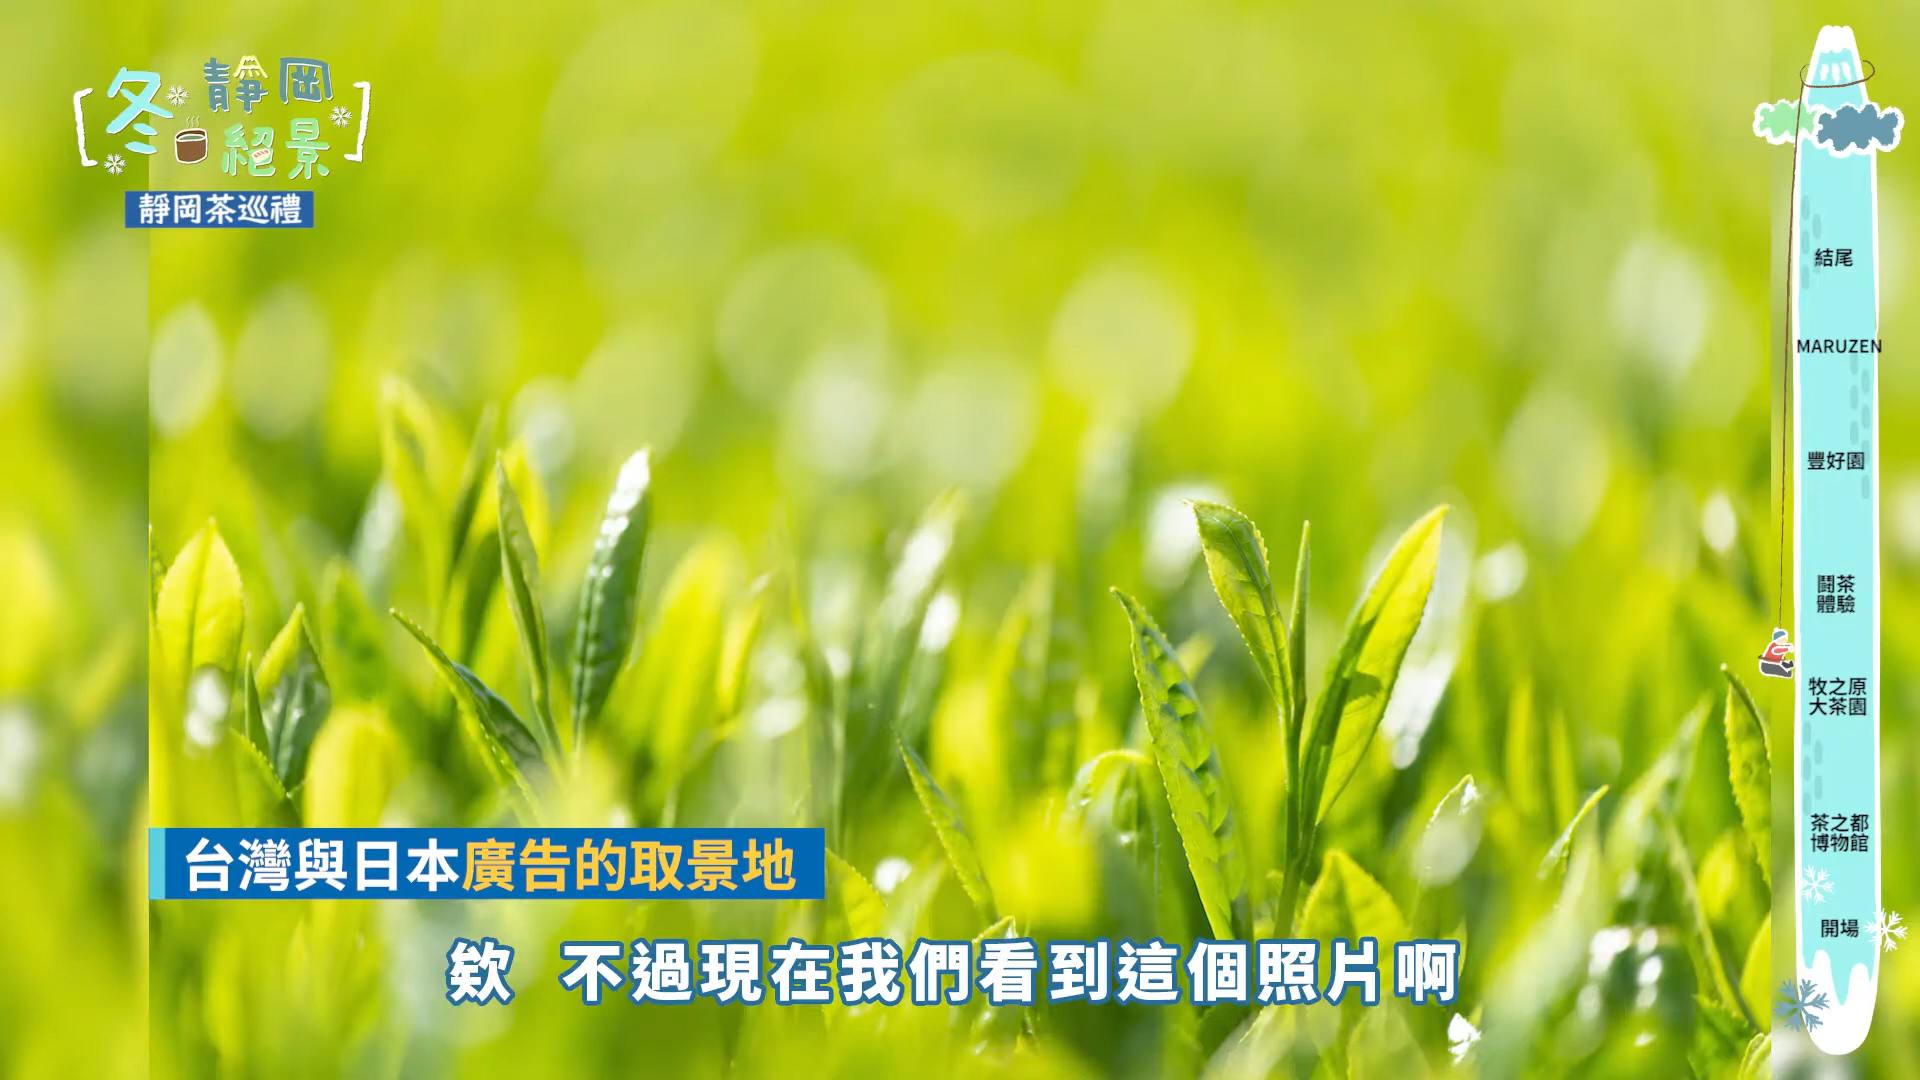 冬日 靜岡
絕景
靜岡茶巡禮
結尾
MARUZEN
豐好園
鬪茶
體驗
牧之原
大茶園
茶之都
博物館
開場
台灣與日本廣告的取景地
欸 不過現在我們看到這個照片啊